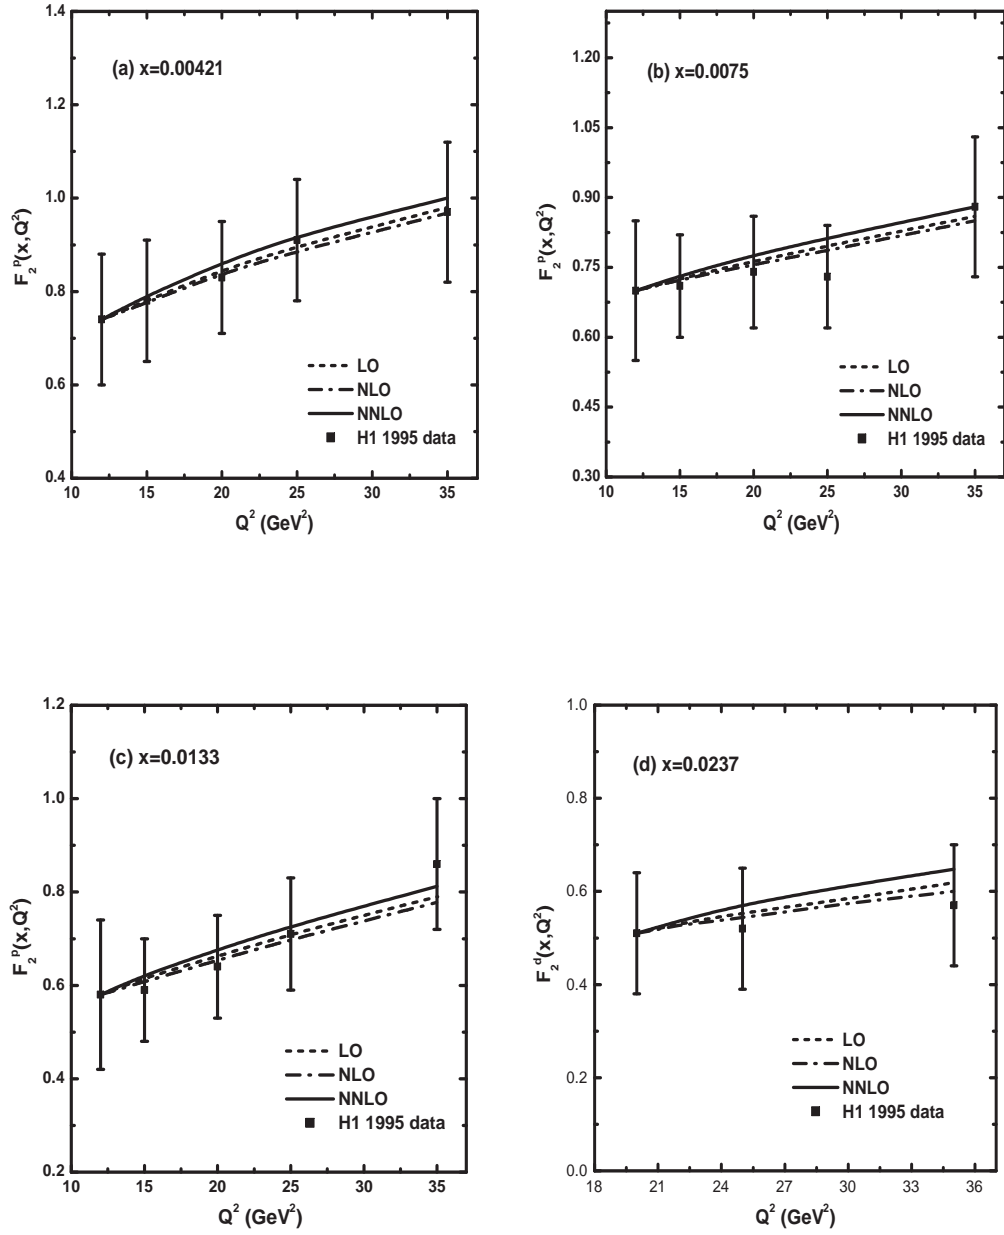 (a) x=0.00421
F₂ᵖ(x,Q²)
1.4
1.2
1.0
0.8
0.6
0.4
LO
NLO
NNLO
H1 1995 data
10 15 20 25 30 35
Q² (GeV²)
(b) x=0.0075
F₂ᵖ(x,Q²)
1.20
1.05
0.90
0.75
0.60
0.45
0.30
LO
NLO
NNLO
H1 1995 data
10 15 20 25 30 35
Q² (GeV²)
(c) x=0.0133
F₂ᵖ(x,Q²)
1.2
1.0
0.8
0.6
0.4
0.2
LO
NLO
NNLO
H1 1995 data
10 15 20 25 30 35
Q² (GeV²)
(d) x=0.0237
F₂ᵈ(x,Q²)
1.0
0.8
0.6
0.4
0.2
0.0
LO
NLO
NNLO
H1 1995 data
18 21 24 27 30 33 36
Q² (GeV²)